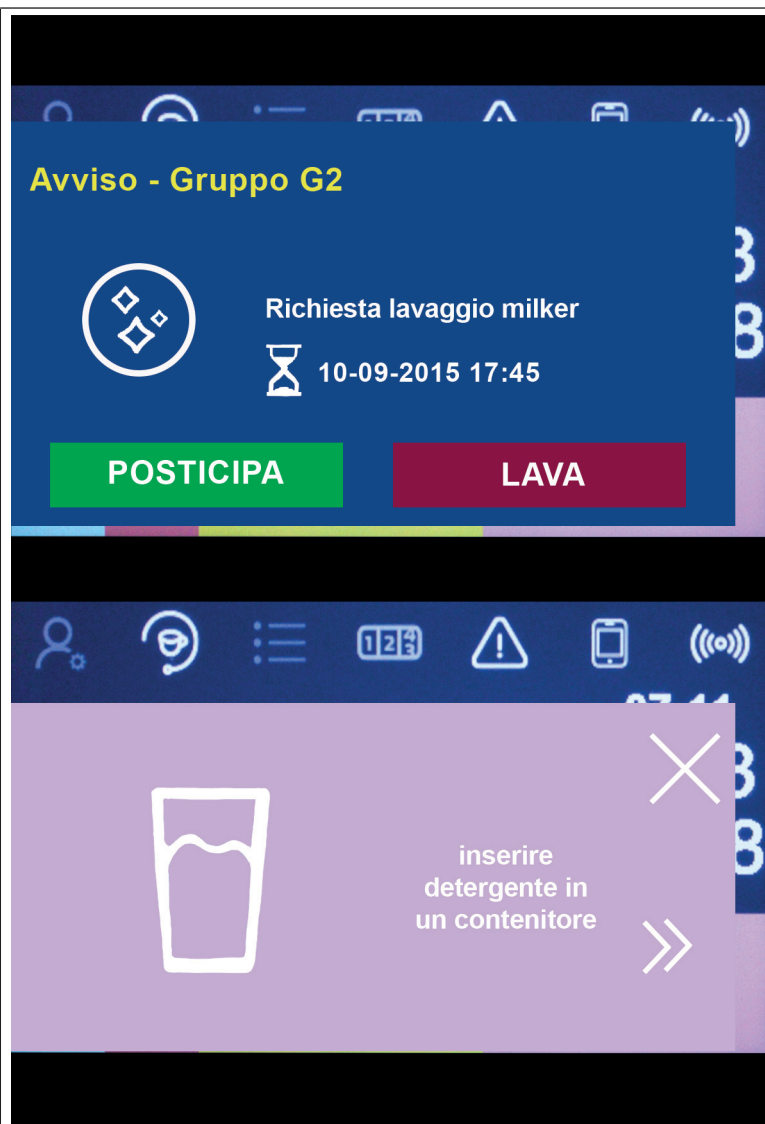 Avviso - Gruppo G2
Richiesta lavaggio milker
10-09-2015 17:45
POSTICIPA
LAVA
inserire
detergente in
un contenitore